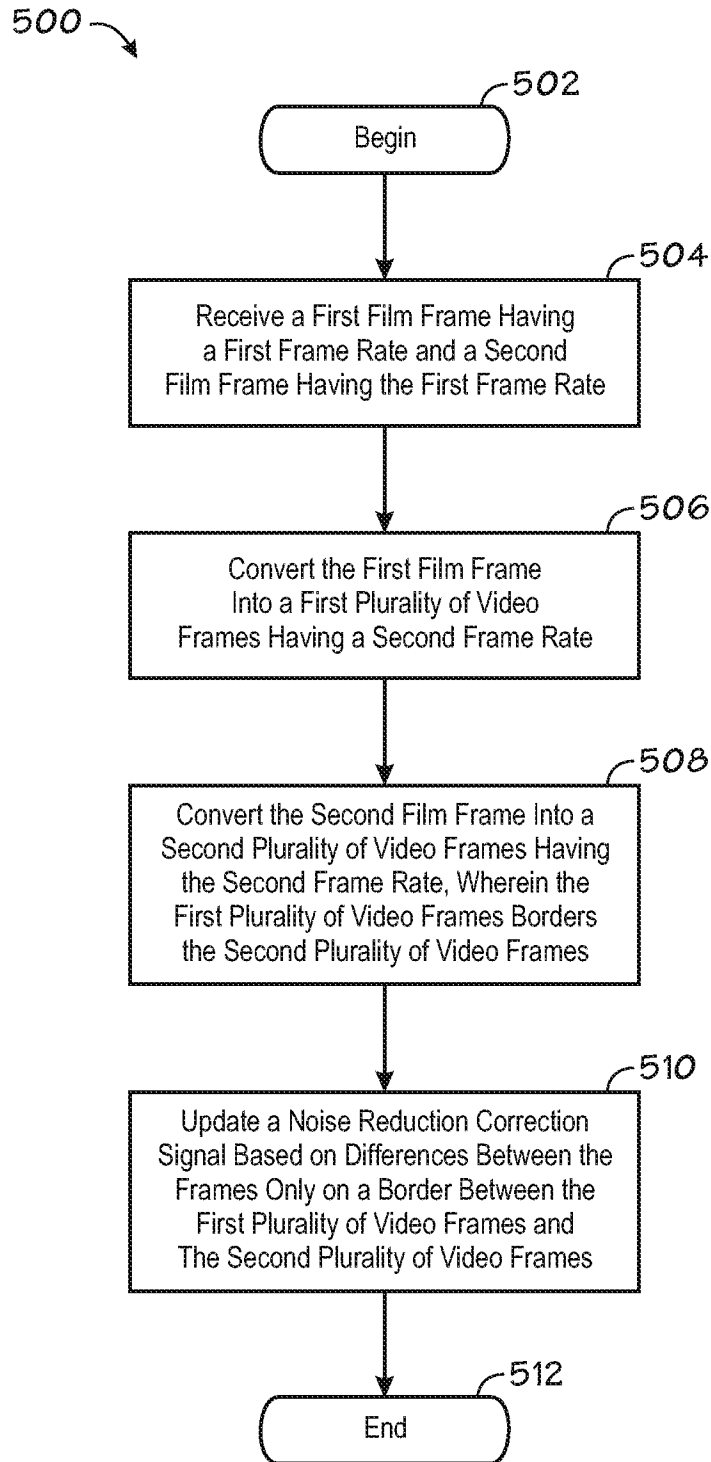 500
502
Begin
504
Receive a First Film Frame Having
a First Frame Rate and a Second
Film Frame Having the First Frame Rate
506
Convert the First Film Frame
Into a First Plurality of Video
Frames Having a Second Frame Rate
508
Convert the Second Film Frame Into a
Second Plurality of Video Frames Having
the Second Frame Rate, Wherein the
First Plurality of Video Frames Borders
the Second Plurality of Video Frames
510
Update a Noise Reduction Correction
Signal Based on Differences Between the
Frames Only on a Border Between the
First Plurality of Video Frames and
The Second Plurality of Video Frames
512
End